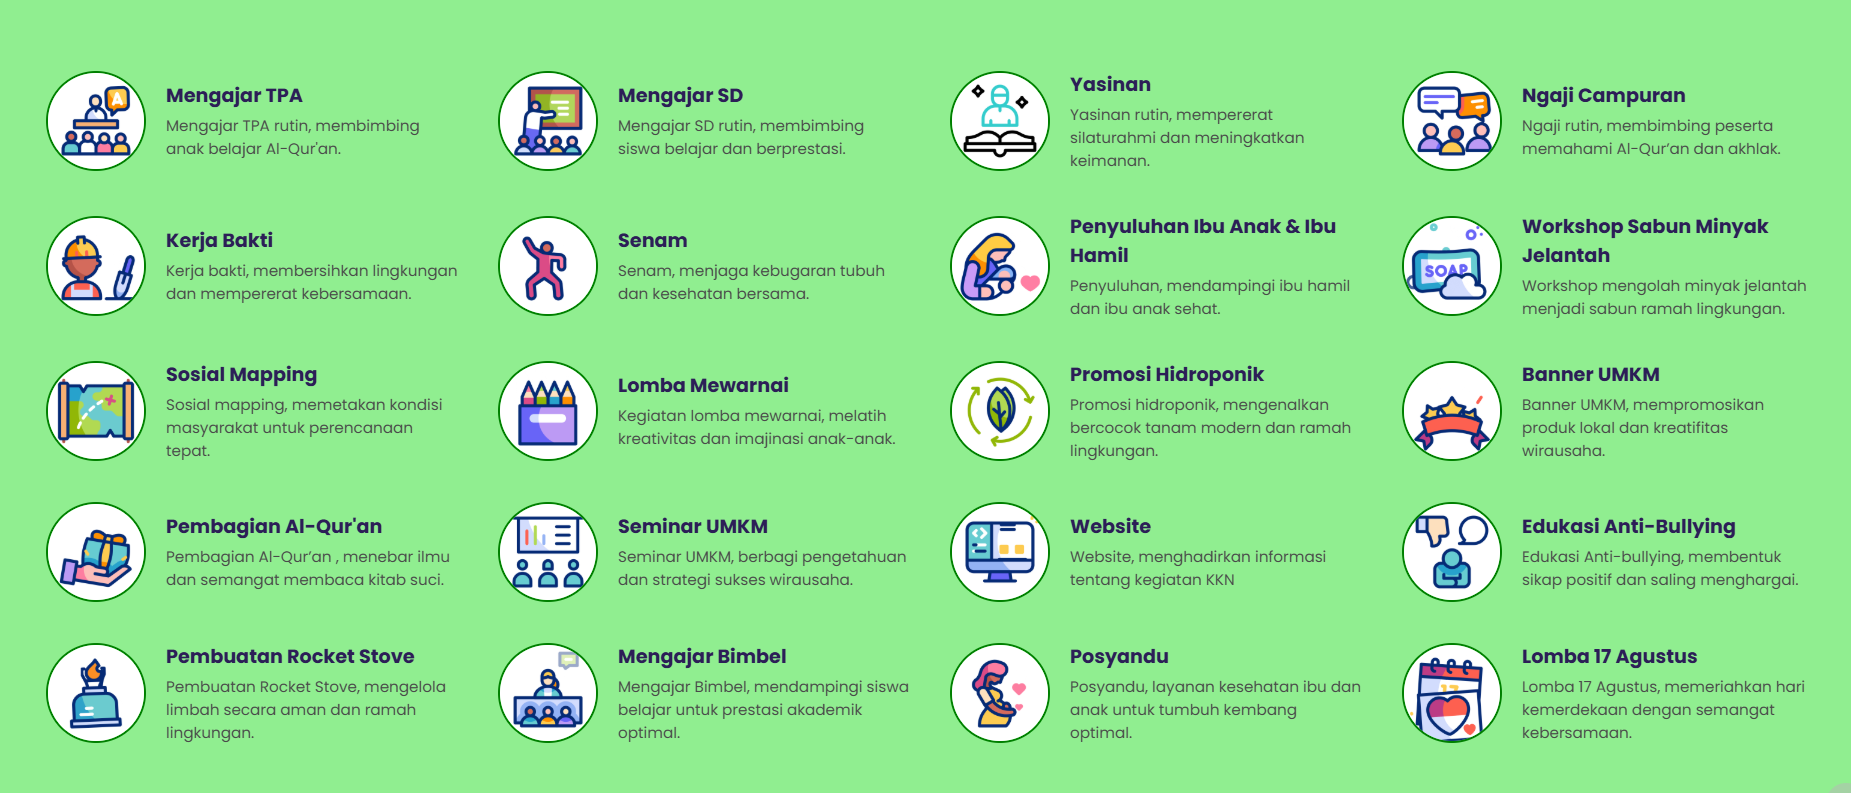 Mengajar TPA
Mengajar TPA rutin, membimbing
anak belajar Al-Qur'an.
Mengajar SD
Mengajar SD rutin, membimbing
siswa belajar dan berprestasi.
Yasinan
Yasinan rutin, mempererat
silaturahmi dan meningkatkan
keimanan.
Ngaji Campuran
Ngaji rutin, membimbing peserta
memahami Al-Qur’an dan akhlak.
Kerja Bakti
Kerja bakti, membersihkan lingkungan
dan mempererat kebersamaan.
Senam
Senam, menjaga kebugaran tubuh
dan kesehatan bersama.
Penyuluhan Ibu Anak & Ibu
Hamil
Penyuluhan, mendampingi ibu hamil
dan ibu anak sehat.
SOAP
Workshop Sabun Minyak
Jelantah
Workshop mengolah minyak jelantah
menjadi sabun ramah lingkungan.
Sosial Mapping
Sosial mapping, memetakan kondisi
masyarakat untuk perencanaan
tepat.
Lomba Mewarnai
Kegiatan lomba mewarnai, melatih
kreativitas dan imajinasi anak-anak.
Promosi Hidroponik
Promosi hidroponik, mengenalkan
bercocok tanam modern dan ramah
lingkungan.
Banner UMKM
Banner UMKM, mempromosikan
produk lokal dan kreatifitas
wirausaha.
Pembagian Al-Qur'an
Pembagian Al-Qur’an , menebar ilmu
dan semangat membaca kitab suci.
Seminar UMKM
Seminar UMKM, berbagi pengetahuan
dan strategi sukses wirausaha.
Website
Website, menghadirkan informasi
tentang kegiatan KKN
Edukasi Anti-Bullying
Edukasi Anti-bullying, membentuk
sikap positif dan saling menghargai.
Pembuatan Rocket Stove
Pembuatan Rocket Stove, mengelola
limbah secara aman dan ramah
lingkungan.
Mengajar Bimbel
Mengajar Bimbel, mendampingi siswa
belajar untuk prestasi akademik
optimal.
Posyandu
Posyandu, layanan kesehatan ibu dan
anak untuk tumbuh kembang
optimal.
17
Lomba 17 Agustus
Lomba 17 Agustus, memeriahkan hari
kemerdekaan dengan semangat
kebersamaan.